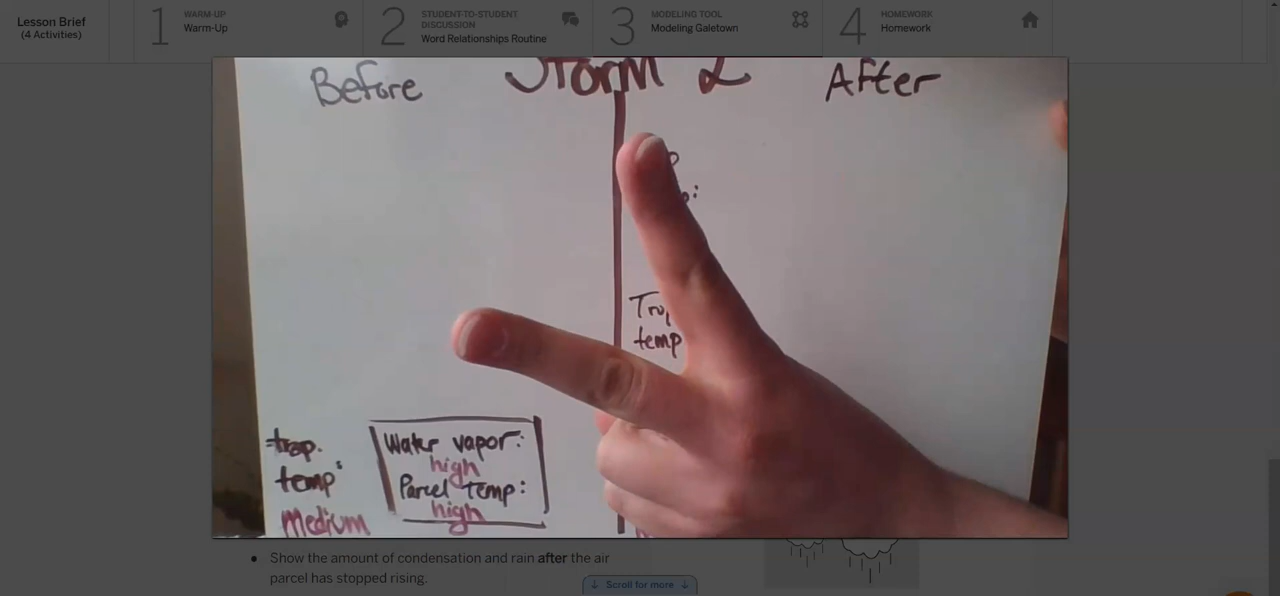 Lesson Brief
(4 Activities)
1
WARM-UP
Warm-Up
2
STUDENT-TO-STUDENT
DISCUSSION
Word Relationships Routine
3
MODELING TOOL
Modeling Galetown
4
HOMEWORK
Homework
Before
Storm 2
After
temp
trop.
temp:
Medium
Water vapor:
high
Parcel Temp:
high
Show the amount of condensation and rain after the air
parcel has stopped rising.
Scroll for more